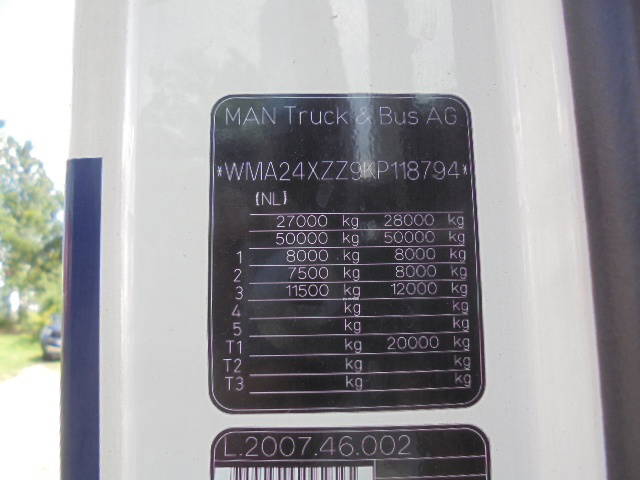 MAN Truck & Bus AG
*WMA24XZZ9KP118794*
(NL)
27000 kg 28000 kg
50000 kg 50000 kg
1 8000 kg 8000 kg
2 7500 kg 8000 kg
3 11500 kg 12000 kg
4 kg kg
5 kg kg
T1 kg 20000 kg
T2 kg kg
T3 kg kg
L.2007.46.002